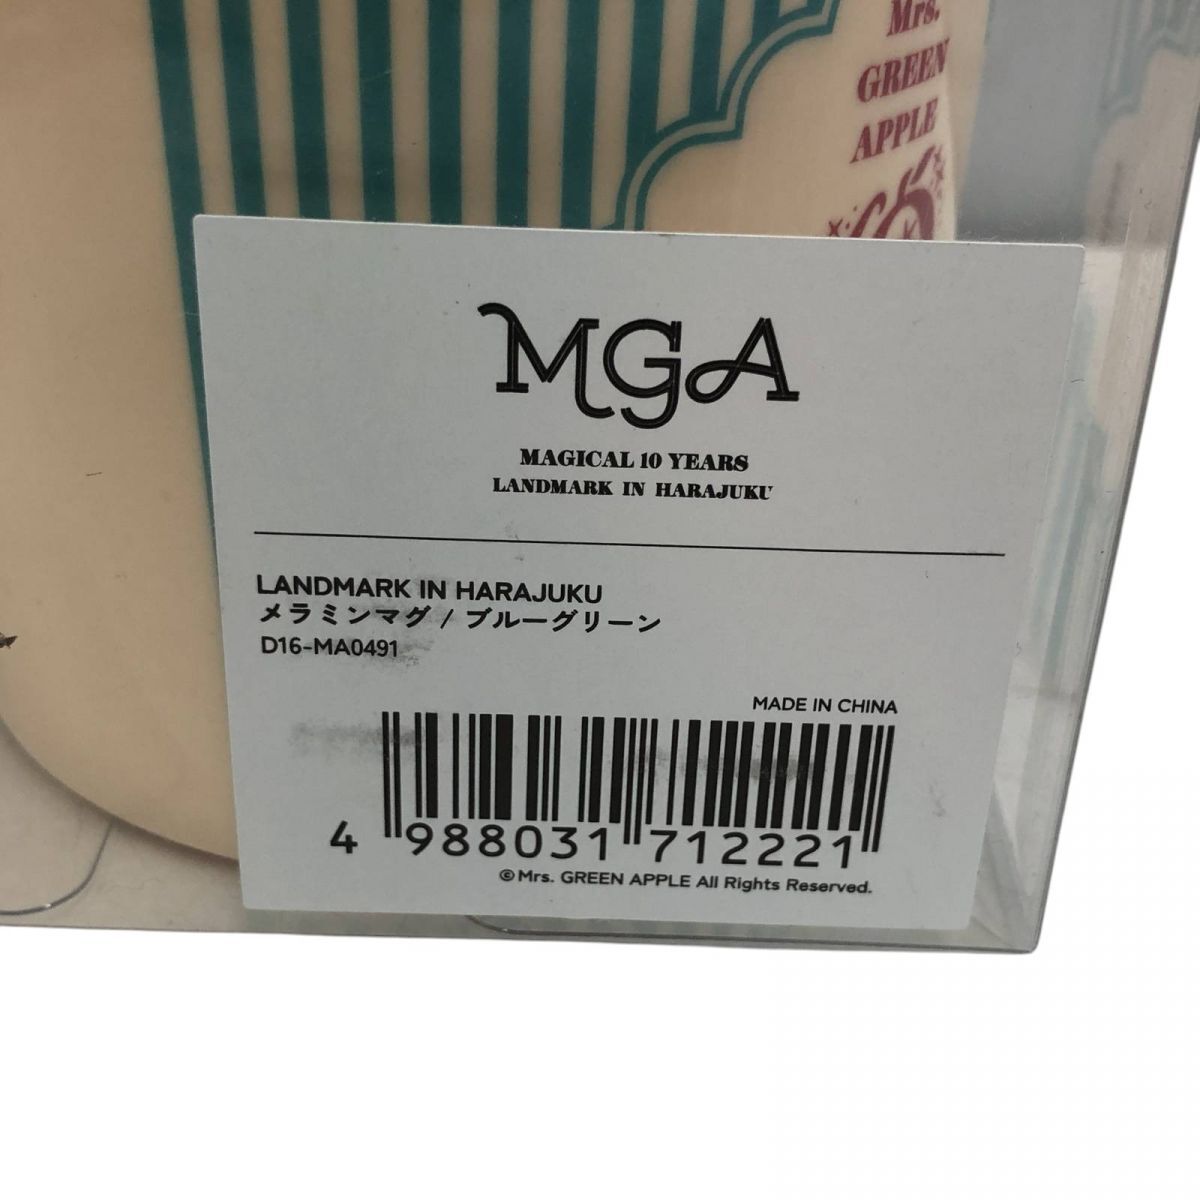 Mrs.
GREEN
APPLE
MGA
MAGICAL 10 YEARS
LANDMARK IN HARAJUKU
LANDMARK IN HARAJUKU
メラミンマグ / ブルーグリーン
D16-MA0491
MADE IN CHINA
4 988031 712221
©Mrs. GREEN APPLE All Rights Reserved.